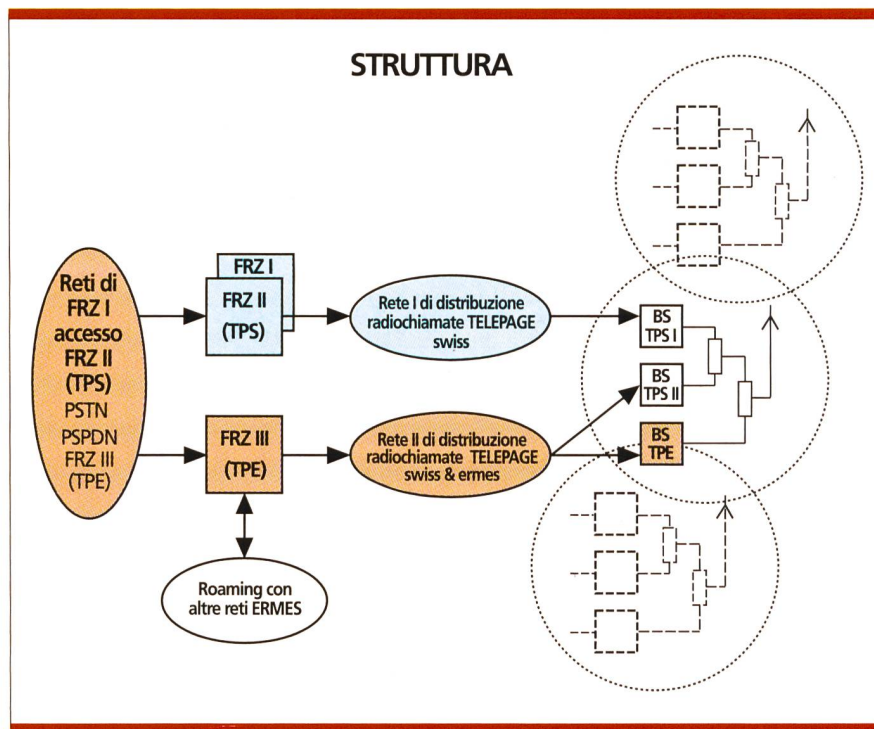 STRUTTURA
Reti di
FRZ I
accesso
FRZ II
(TPS)
PSTN
PSPDN
FRZ III
(TPE)
FRZ I
FRZ II
(TPS)
Rete I di distribuzione
radiochiamate TELEPAGE
swiss
BS
TPS I
BS
TPS II
FRZ III
(TPE)
Rete II di distribuzione
radiochiamate TELEPAGE
swiss & ermes
BS
TPE
Roaming con
altre reti ERMES